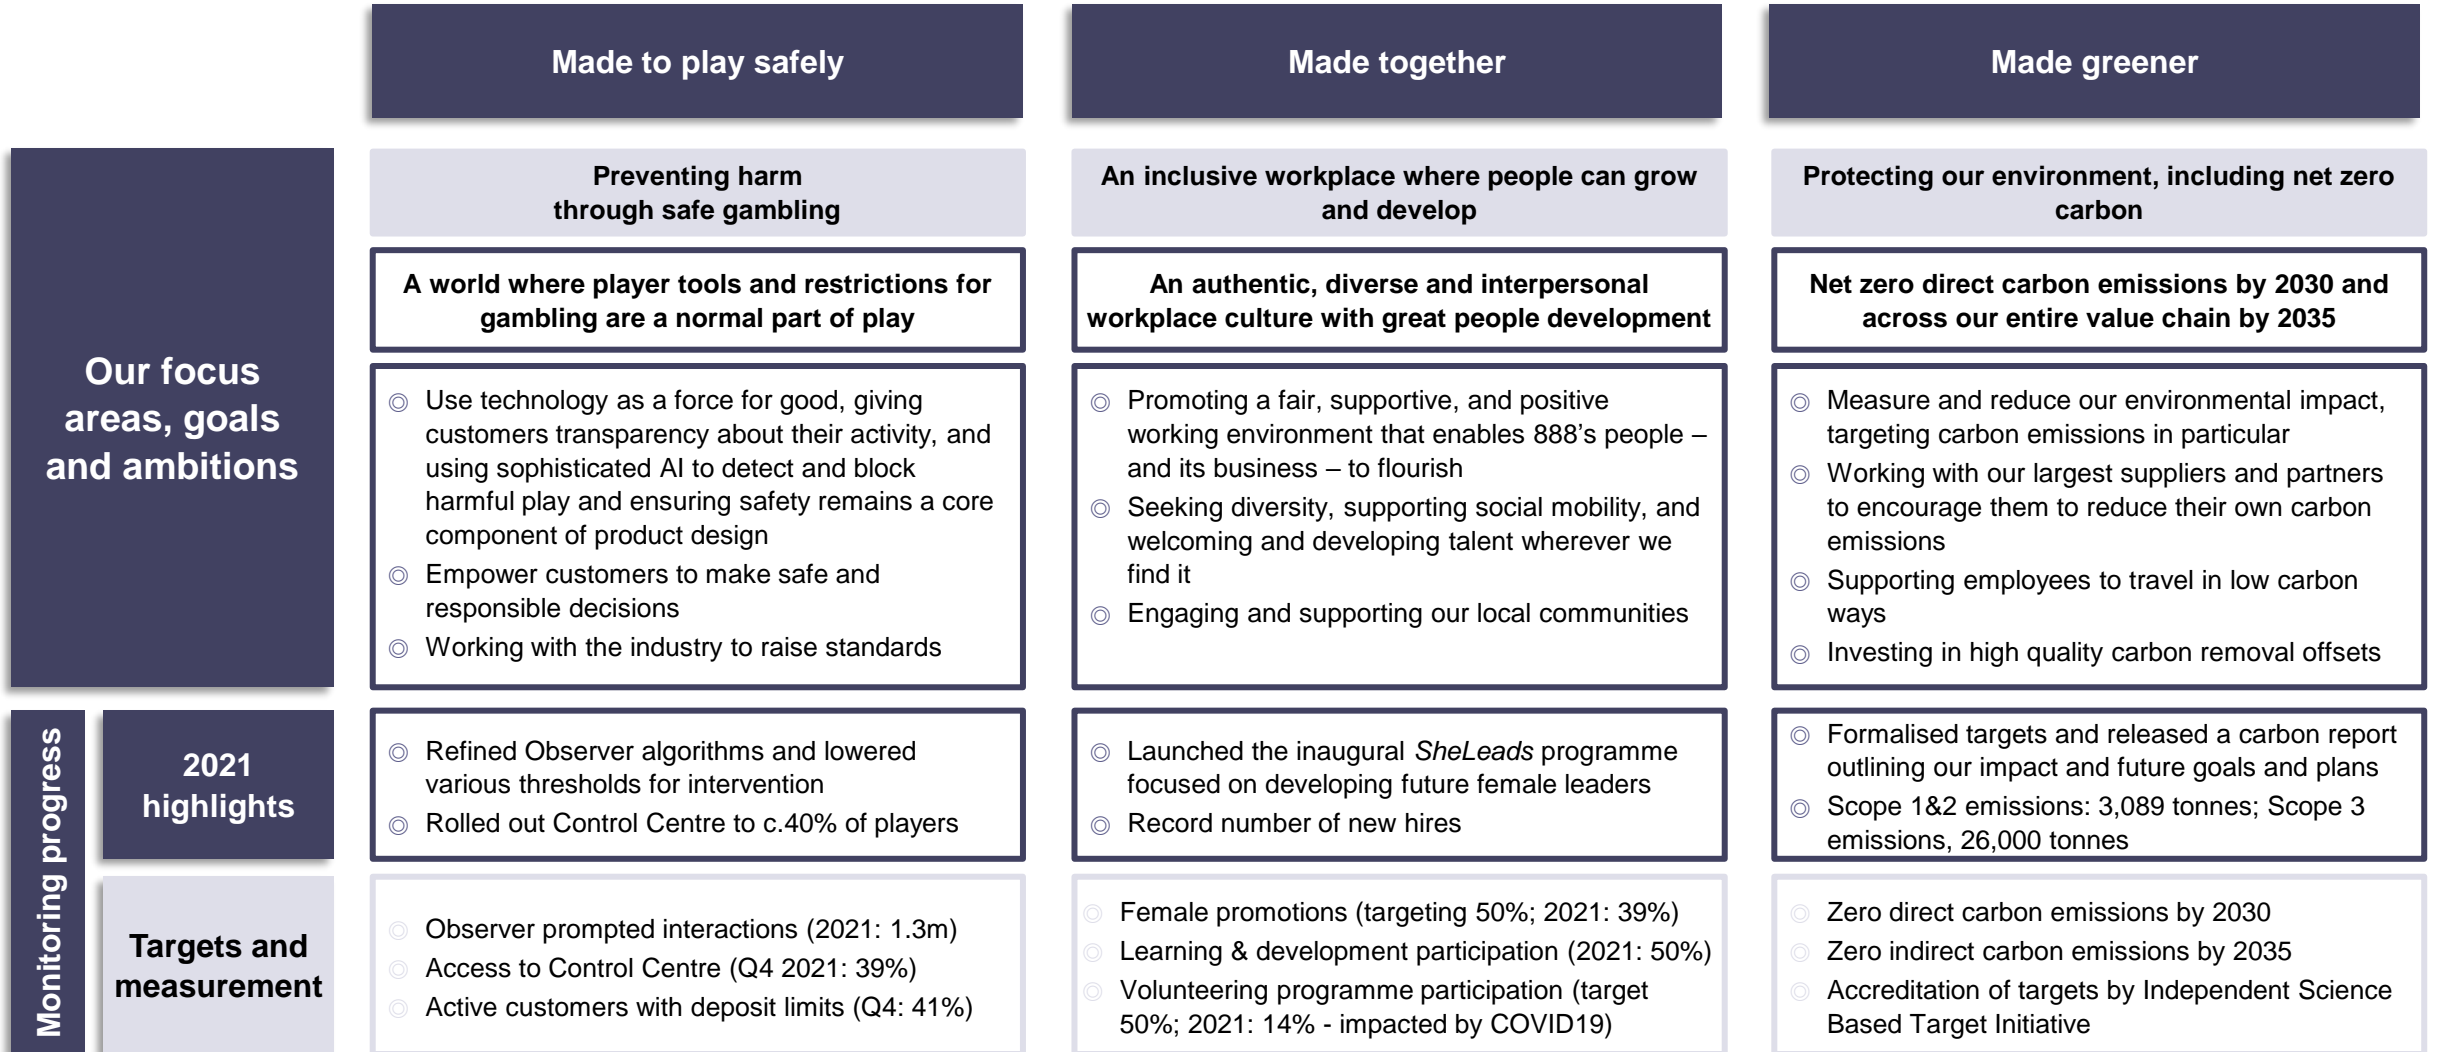 Made to play safely
Made together
Made greener
Our focus
areas, goals
and ambitions
Preventing harm
through safe gambling
An inclusive workplace where people can grow
and develop
Protecting our environment, including net zero
carbon
A world where player tools and restrictions for
gambling are a normal part of play
An authentic, diverse and interpersonal
workplace culture with great people development
Net zero direct carbon emissions by 2030 and
across our entire value chain by 2035
Use technology as a force for good, giving
customers transparency about their activity, and
using sophisticated AI to detect and block
harmful play and ensuring safety remains a core
component of product design
Empower customers to make safe and
responsible decisions
Working with the industry to raise standards
Promoting a fair, supportive, and positive
working environment that enables 888's people –
and its business – to flourish
Seeking diversity, supporting social mobility, and
welcoming and developing talent wherever we
find it
Engaging and supporting our local communities
Measure and reduce our environmental impact,
targeting carbon emissions in particular
Working with our largest suppliers and partners
to encourage them to reduce their own carbon
emissions
Supporting employees to travel in low carbon
ways
Investing in high quality carbon removal offsets
Monitoring progress
2021
highlights
Refined Observer algorithms and lowered
various thresholds for intervention
Rolled out Control Centre to c.40% of players
Launched the inaugural SheLeads programme
focused on developing future female leaders
Record number of new hires
Formalised targets and released a carbon report
outlining our impact and future goals and plans
Scope 1&2 emissions: 3,089 tonnes; Scope 3
emissions, 26,000 tonnes
Targets and
measurement
Observer prompted interactions (2021: 1.3m)
Access to Control Centre (Q4 2021: 39%)
Active customers with deposit limits (Q4: 41%)
Female promotions (targeting 50%; 2021: 39%)
Learning & development participation (2021: 50%)
Volunteering programme participation (target
50%; 2021: 14% - impacted by COVID19)
Zero direct carbon emissions by 2030
Zero indirect carbon emissions by 2035
Accreditation of targets by Independent Science
Based Target Initiative